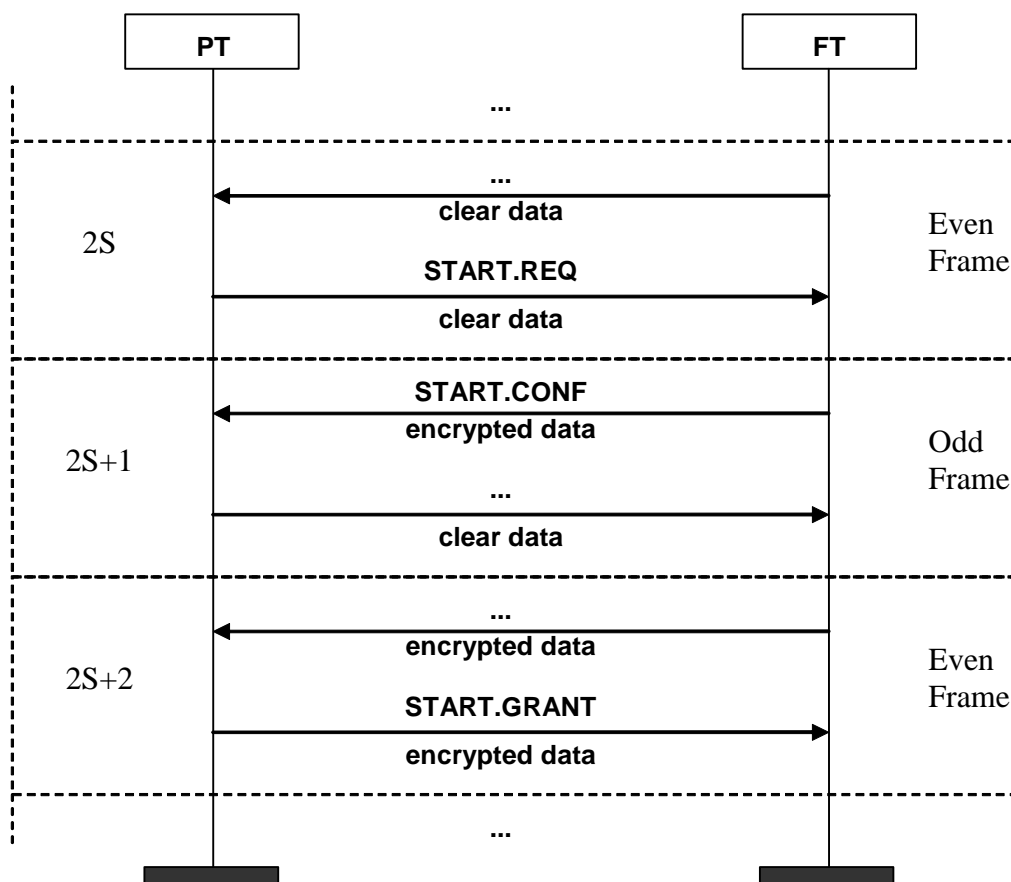 PT
FT
...
...
clear data
2S
Even
Frame
START.REQ
clear data
START.CONF
encrypted data
2S+1
Odd
Frame
...
clear data
...
encrypted data
2S+2
Even
Frame
START.GRANT
encrypted data
...